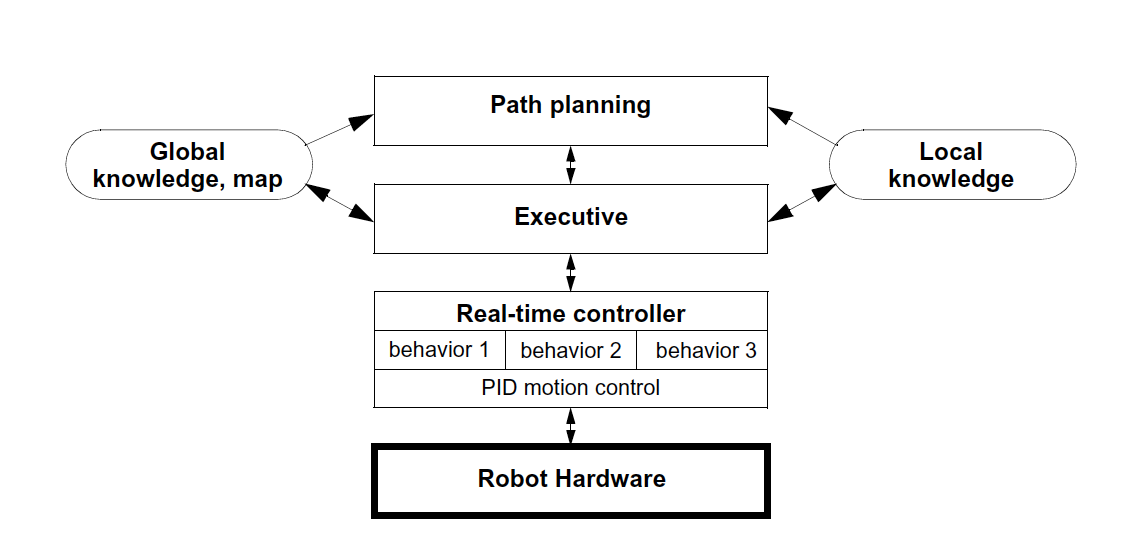 Path planning
Global
knowledge, map
Local
knowledge
Executive
Real-time controller
behavior 1
behavior 2
behavior 3
PID motion control
Robot Hardware